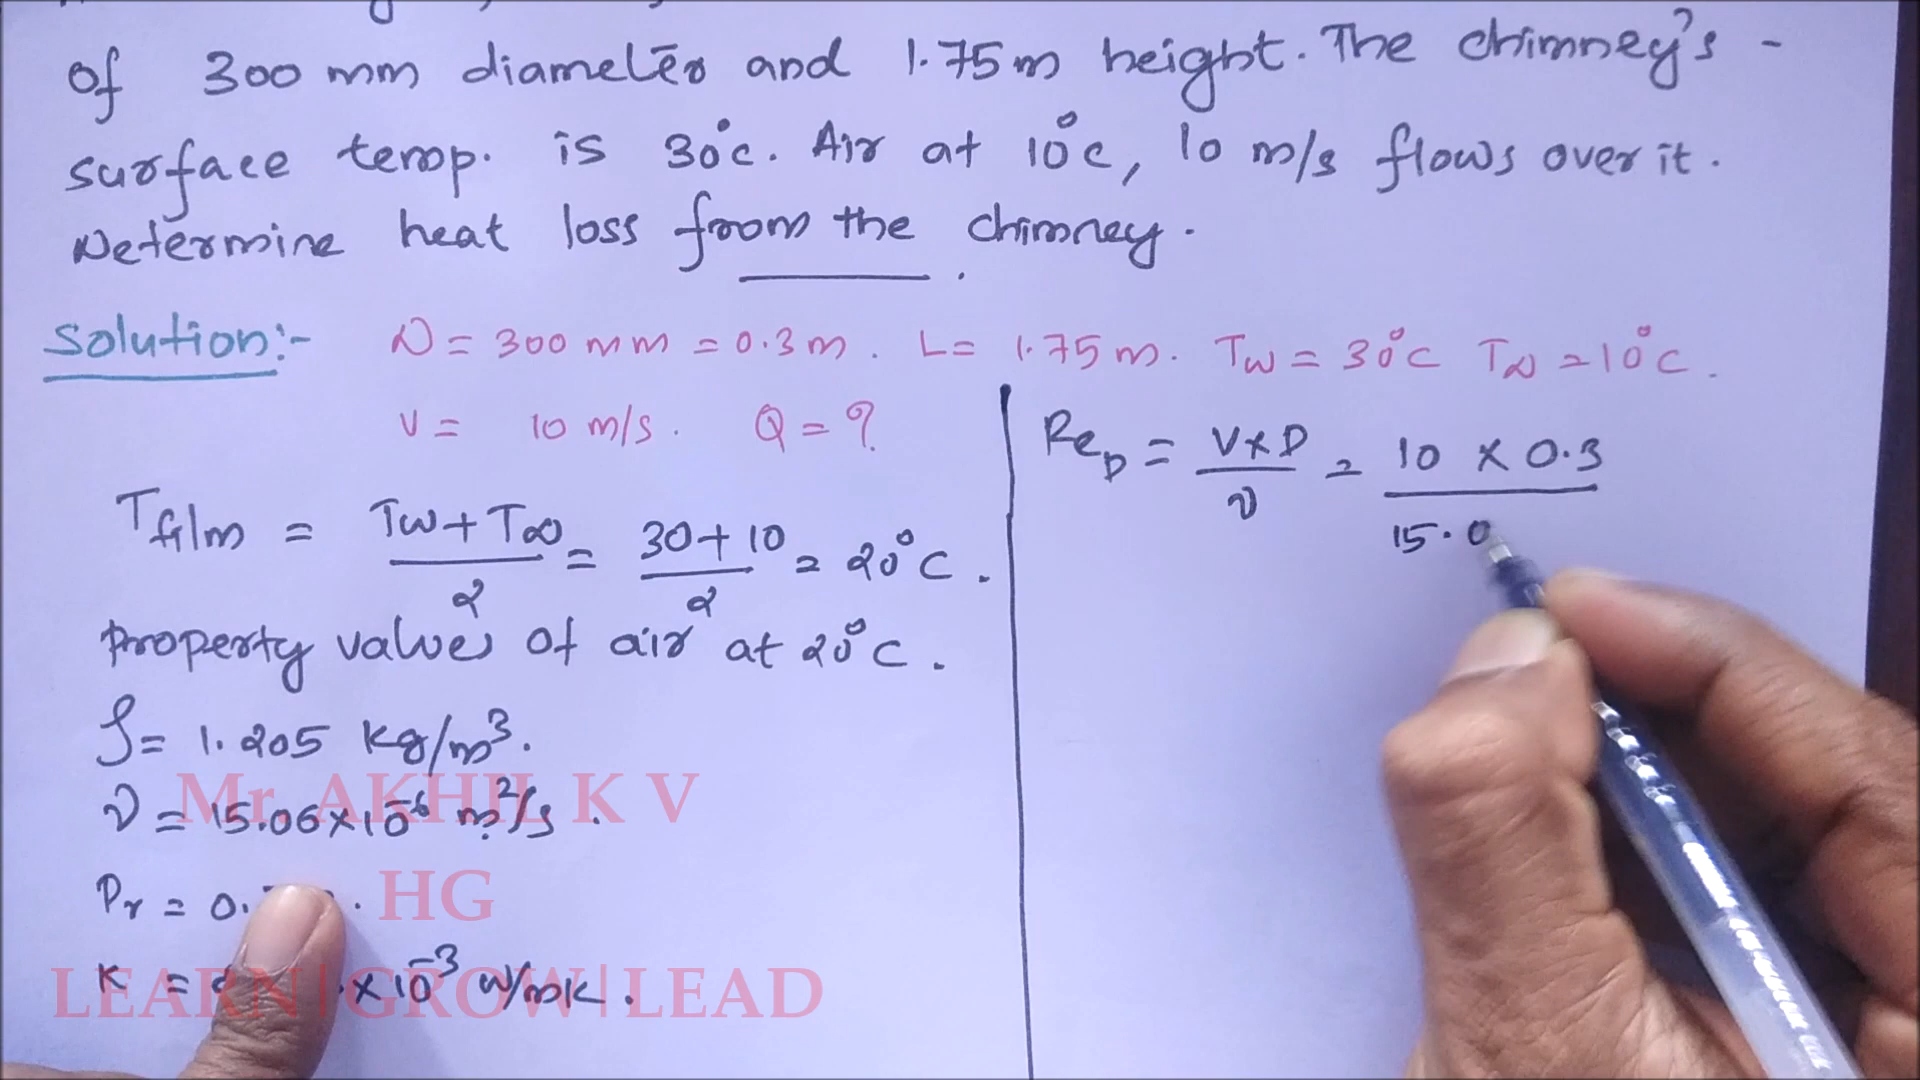 of 300 mm diameter and 1.75 m height. The chimney's -
surface temp. is 30°c. Air at 10°c, 10 m/s flows over it.
Determine heat loss from the chimney.
Solution:- D = 300 mm = 0.3 m. L = 1.75 m. Tw = 30°C T∞ = 10°C.
V = 10 m/s. Q = ?
Tfilm = (Tw + T∞)/2 = (30 + 10)/2 = 20°C.
Property values of air at 20°C.
ρ = 1.205 kg/m³.
ν = 15.06 × 10⁻⁶ m²/s.
Pr = 0.
K = × 10⁻³ W/mK.
Re_D = (V × D)/ν = (10 × 0.3)/15.0
Mr. AKHIL K V
HG
LEARN|GROW|LEAD